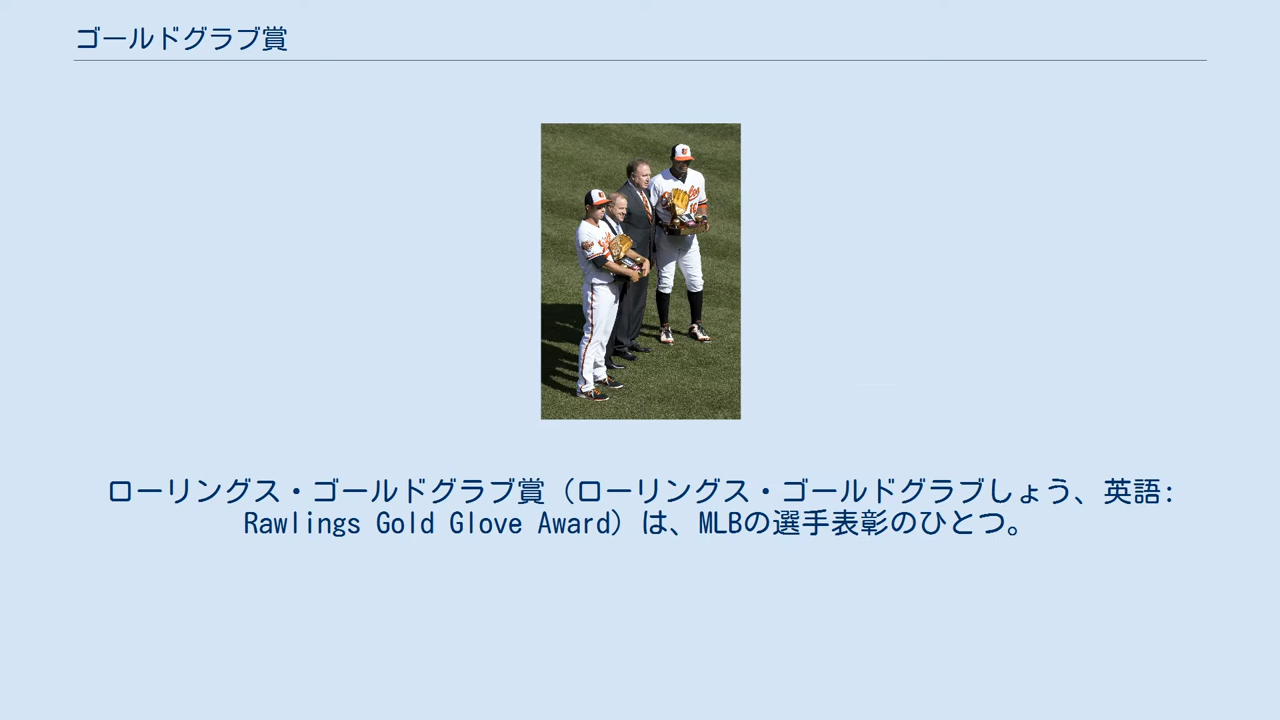 ゴールドグラブ賞
ローリングス・ゴールドグラブ賞（ローリングス・ゴールドグラブしょう、英語:
Rawlings Gold Glove Award）は、MLBの選手表彰のひとつ。